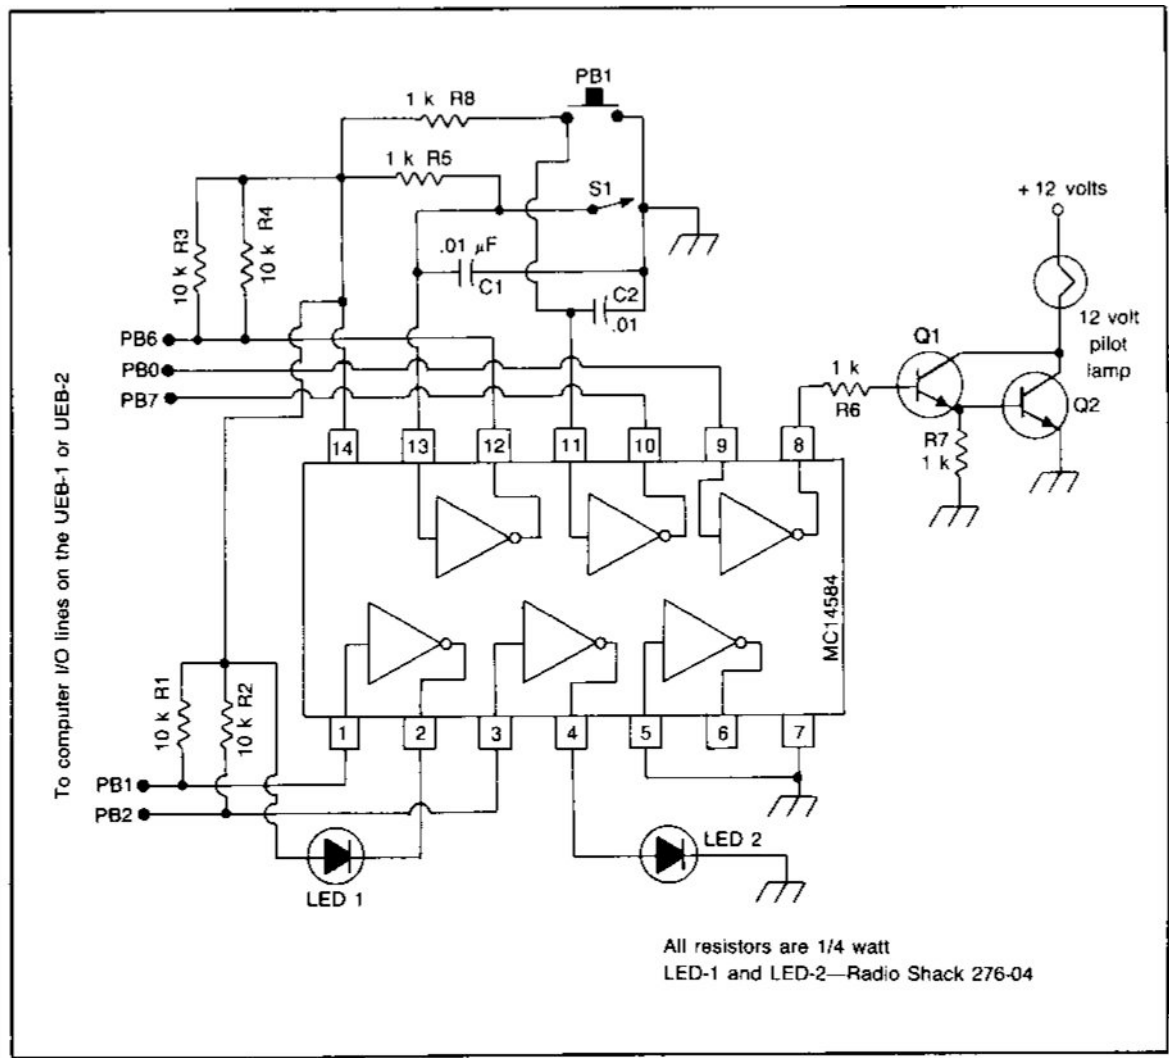 PB1
1 k R8
1 k R5
S1
+ 12 volts
10 k R3
10 k R4
.01 µF
C1
C2
.01
12 volt
pilot
lamp
Q1
Q2
1 k
R6
R7
1 k
PB6
PB0
PB7
To computer I/O lines on the UEB-1 or UEB-2
14
13
12
11
10
9
8
MC14584
10 k R1
10 k R2
1
2
3
4
5
6
7
PB1
PB2
LED 1
LED 2
All resistors are 1/4 watt
LED-1 and LED-2—Radio Shack 276-04